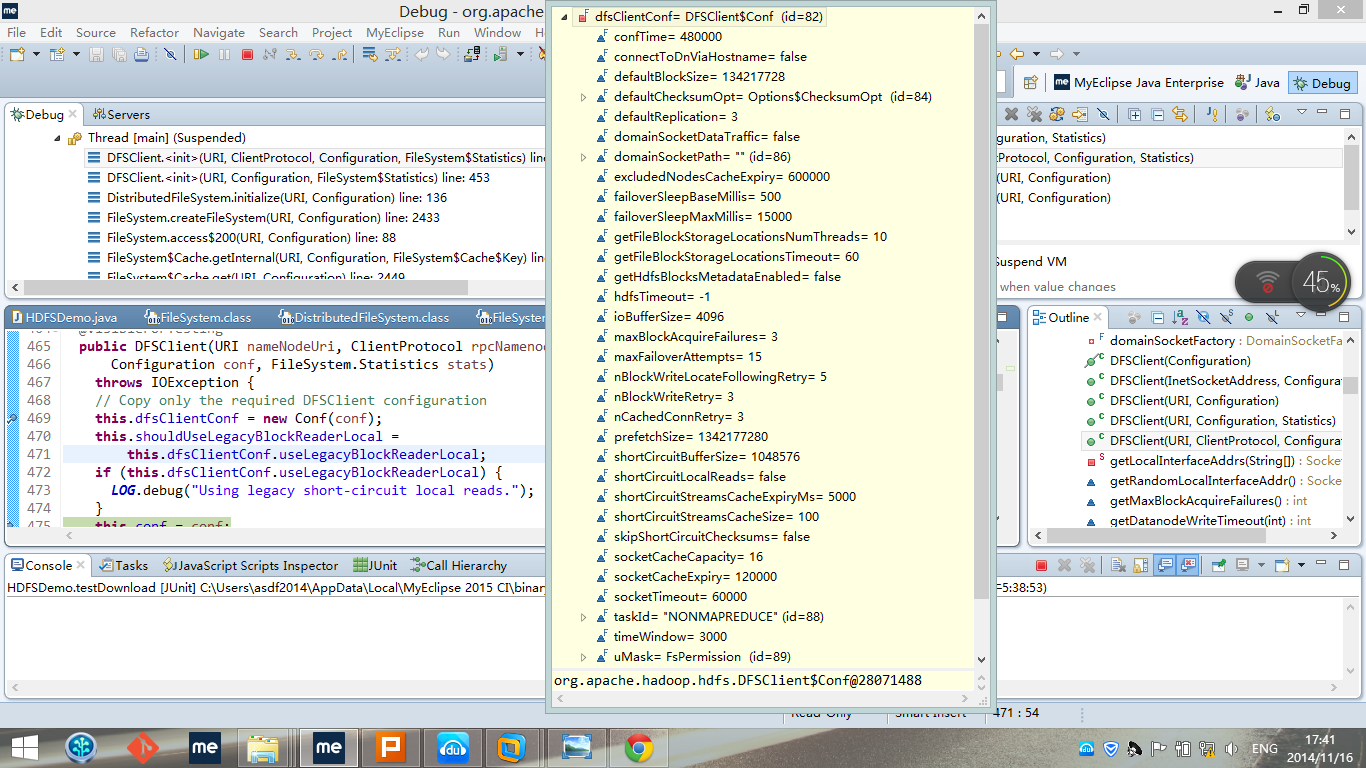 Debug - org.apache
File Edit Source Refactor Navigate Search Project MyEclipse Run Window
MyEclipse Java Enterprise
Java
Debug
Debug
Servers
Thread [main] (Suspended)
DFSClient.<init>(URI, ClientProtocol, Configuration, FileSystem$Statistics) line
DFSClient.<init>(URI, Configuration, FileSystem$Statistics) line: 453
DistributedFileSystem.initialize(URI, Configuration) line: 136
FileSystem.createFileSystem(URI, Configuration) line: 2433
FileSystem.access$200(URI, Configuration) line: 88
FileSystem$Cache.getInternal(URI, Configuration, FileSystem$Cache$Key) line
FileSystem$Cache.get(URI, Configuration) line: 2449
dfsClientConf= DFSClient$Conf (id=82)
confTime= 480000
connectToDnViaHostname= false
defaultBlockSize= 134217728
defaultChecksumOpt= Options$ChecksumOpt (id=84)
defaultReplication= 3
domainSocketDataTraffic= false
domainSocketPath= "" (id=86)
excludedNodesCacheExpiry= 600000
failoverSleepBaseMillis= 500
failoverSleepMaxMillis= 15000
getFileBlockStorageLocationsNumThreads= 10
getFileBlockStorageLocationsTimeout= 60
getHdfsBlocksMetadataEnabled= false
hdfsTimeout= -1
ioBufferSize= 4096
maxBlockAcquireFailures= 3
maxFailoverAttempts= 15
nBlockWriteLocateFollowingRetry= 5
nBlockWriteRetry= 3
nCachedConnRetry= 3
prefetchSize= 1342177280
shortCircuitBufferSize= 1048576
shortCircuitLocalReads= false
shortCircuitStreamsCacheExpiryMs= 5000
shortCircuitStreamsCacheSize= 100
skipShortCircuitChecksums= false
socketCacheCapacity= 16
socketCacheExpiry= 120000
socketTimeout= 60000
taskId= "NONMAPREDUCE" (id=88)
timeWindow= 3000
uMask= FsPermission (id=89)
org.apache.hadoop.hdfs.DFSClient$Conf@28071488
guration, Statistics)
Protocol, Configuration, Statistics)
(URI, Configuration)
(URI, Configuration)
Suspend VM
when value changes
45%
HDFSDemo.java
FileSystem.class
DistributedFileSystem.class
FileSystem
465 public DFSClient(URI nameNodeUri, ClientProtocol rpcNamenod
466 Configuration conf, FileSystem.Statistics stats)
467 throws IOException {
468 // Copy only the required DFSClient configuration
469 this.dfsClientConf = new Conf(conf);
470 this.shouldUseLegacyBlockReaderLocal =
471 this.dfsClientConf.useLegacyBlockReaderLocal;
472 if (this.dfsClientConf.useLegacyBlockReaderLocal) {
473 LOG.debug("Using legacy short-circuit local reads.");
474 }
475 this.conf = conf;
Outline
domainSocketFactory : DomainSocketFa
DFSClient(Configuration)
DFSClient(InetSocketAddress, Configura
DFSClient(URI, Configuration)
DFSClient(URI, Configuration, Statistics)
DFSClient(URI, ClientProtocol, Configura
getLocalInterfaceAddrs(String[]) : Socke
getRandomLocalInterfaceAddr() : Socke
getMaxBlockAcquireFailures() : int
getDatanodeWriteTimeout(int) : int
Console
Tasks
JavaScript Scripts Inspector
JUnit
Call Hierarchy
HDFSDemo.testDownload [JUnit] C:\Users\asdf2014\AppData\Local\MyEclipse 2015 CI\binary
5:38:53)
Read-Only
Smart Insert
471 : 54
me
me
du
ENG
17:41
2014/11/16